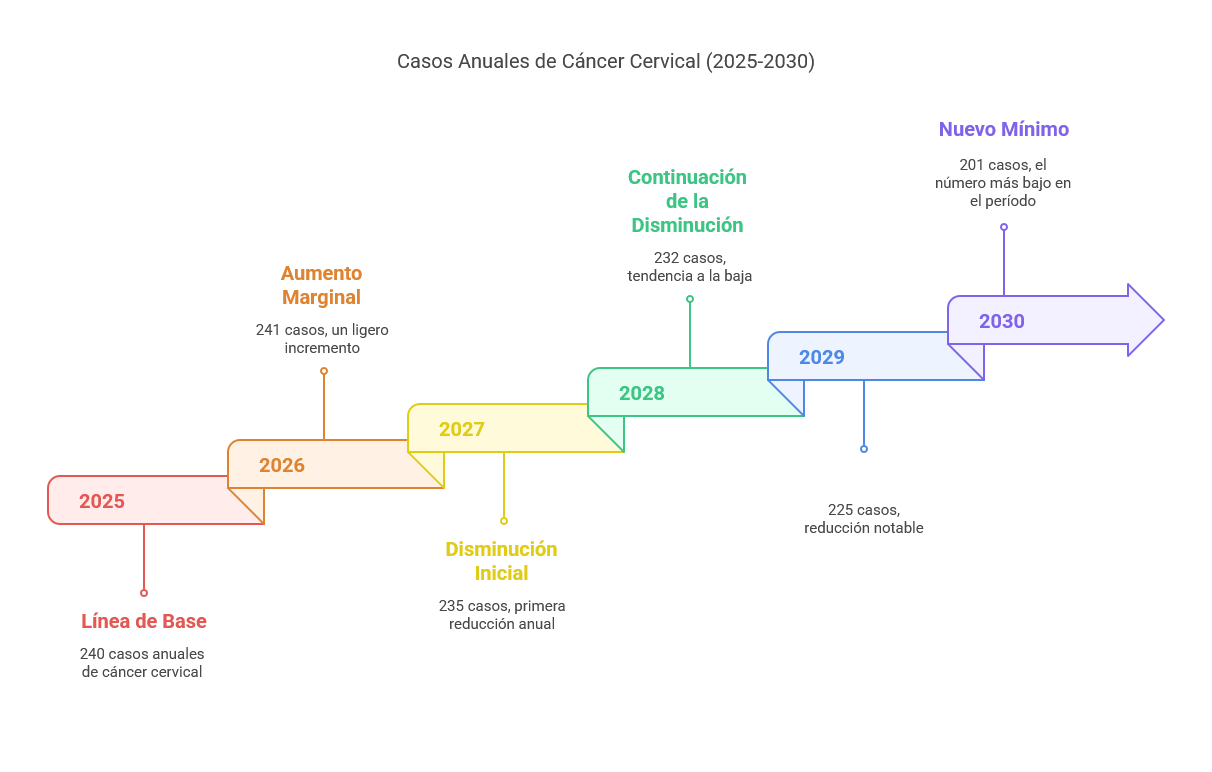 Casos Anuales de Cáncer Cervical (2025-2030)
2025
Línea de Base
240 casos anuales
de cáncer cervical
Aumento
Marginal
241 casos, un ligero
incremento
2026
2027
Disminución
Inicial
235 casos, primera
reducción anual
Continuación
de la
Disminución
232 casos,
tendencia a la baja
2028
2029
225 casos,
reducción notable
Nuevo Mínimo
201 casos, el
número más bajo en
el período
2030